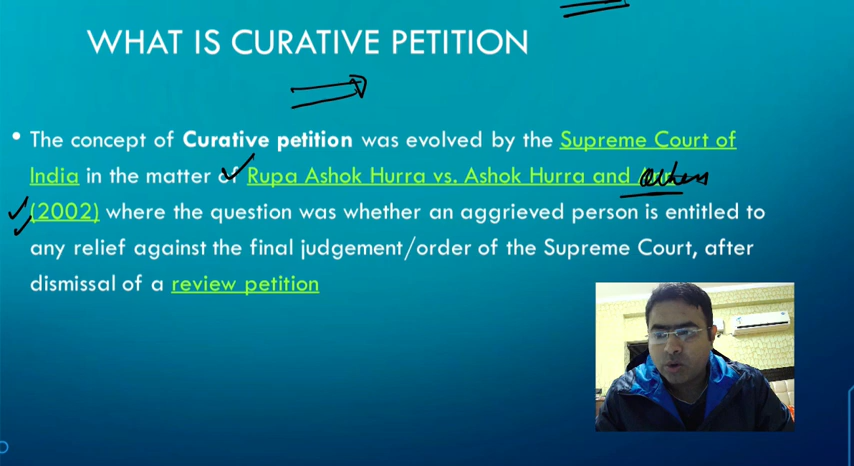 WHAT IS CURATIVE PETITION
• The concept of Curative petition was evolved by the Supreme Court of
India in the matter of Rupa Ashok Hurra vs. Ashok Hurra and others
(2002) where the question was whether an aggrieved person is entitled to
any relief against the final judgement/order of the Supreme Court, after
dismissal of a review petition